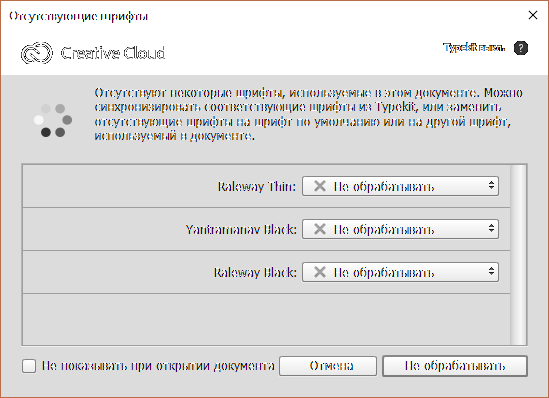 Отсутствующие шрифты
Creative Cloud
Typekit выкл. ?
Отсутствуют некоторые шрифты, используемые в этом документе. Можно
синхронизировать соответствующие шрифты из Typekit, или заменить
отсутствующие шрифты на шрифт по умолчанию или на другой шрифт,
используемый в документе.
Raleway Thin: Не обрабатывать
Yantramanav Black: Не обрабатывать
Raleway Black: Не обрабатывать
Не показывать при открытии документа Отмена Не обрабатывать